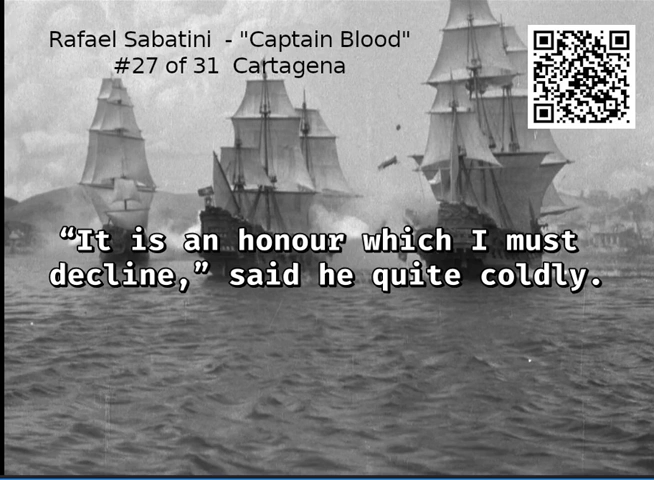 Rafael Sabatini - "Captain Blood"
#27 of 31 Cartagena
“It is an honour which I must
decline,” said he quite coldly.